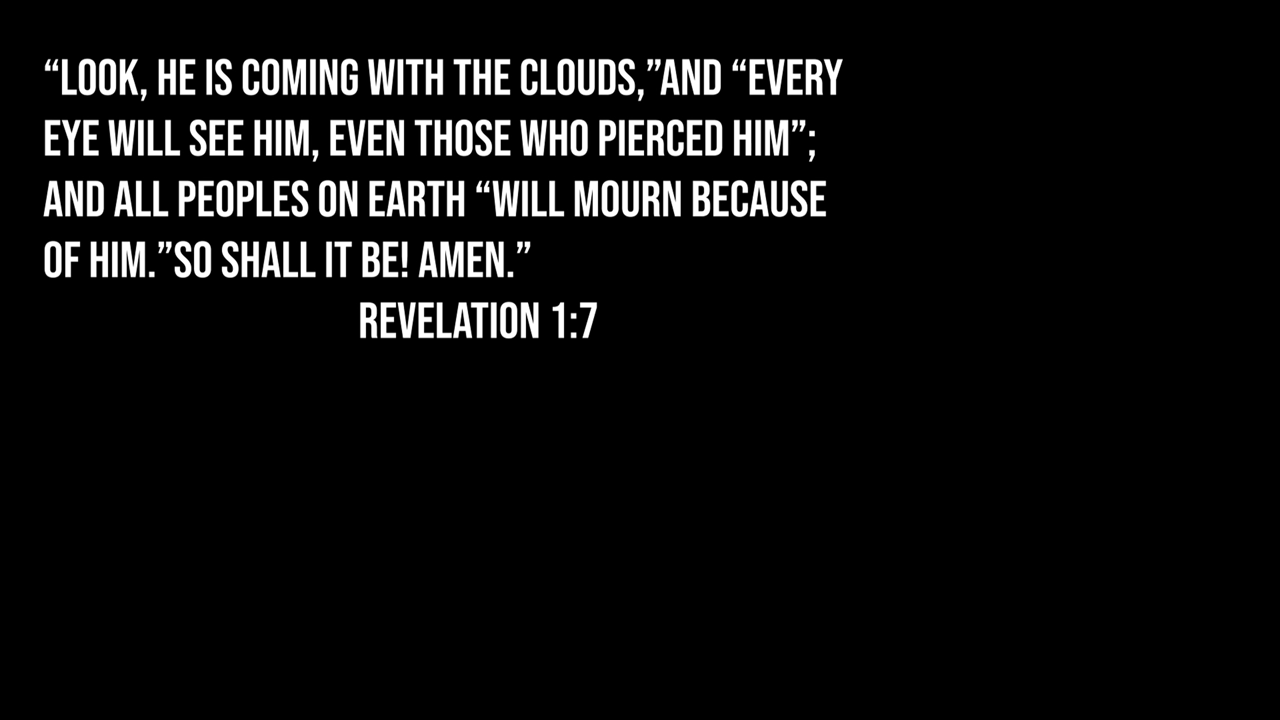 “LOOK, HE IS COMING WITH THE CLOUDS,”AND “EVERY
EYE WILL SEE HIM, EVEN THOSE WHO PIERCED HIM”;
AND ALL PEOPLES ON EARTH “WILL MOURN BECAUSE
OF HIM.”SO SHALL IT BE! AMEN.”
REVELATION 1:7